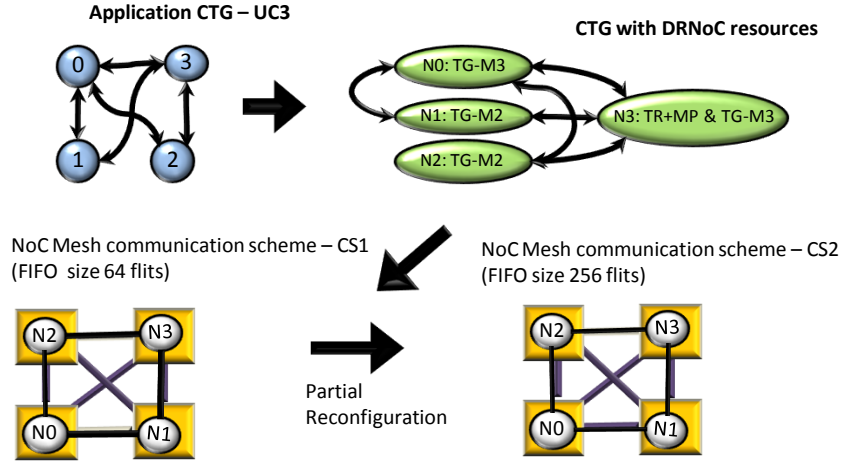 Application CTG – UC3
CTG with DRNoC resources
0
3
1
2
N0: TG-M3
N1: TG-M2
N2: TG-M2
N3: TR+MP & TG-M3
NoC Mesh communication scheme – CS1
(FIFO size 64 flits)
NoC Mesh communication scheme – CS2
(FIFO size 256 flits)
N2
N3
N0
N1
Partial
Reconfiguration
N2
N3
N0
N1